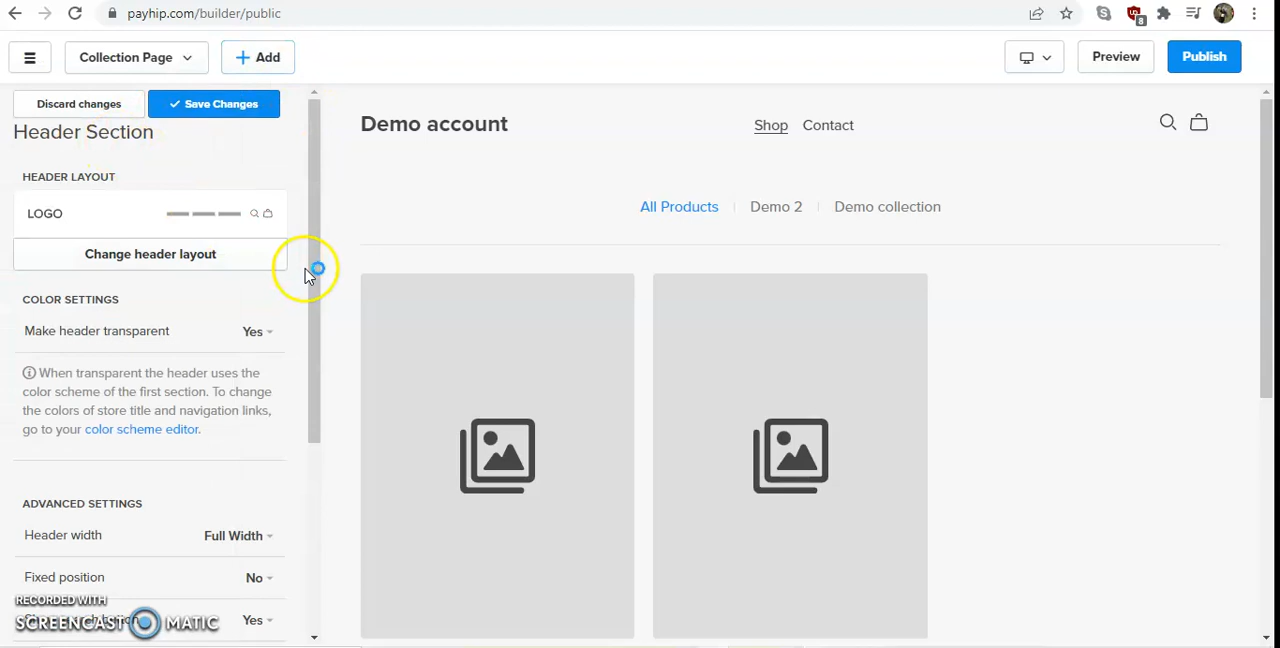 payhip.com/builder/public
8
Collection Page
+ Add
Preview
Publish
Discard changes
Save Changes
Header Section
Demo account
Shop
Contact
HEADER LAYOUT
LOGO
All Products
Demo 2
Demo collection
Change header layout
COLOR SETTINGS
Make header transparent
Yes
When transparent the header uses the
color scheme of the first section. To change
the colors of store title and navigation links,
go to your color scheme editor.
ADVANCED SETTINGS
Header width
Full Width
Fixed position
No
RECORDED WITH
SCREENCAST MATIC
Yes